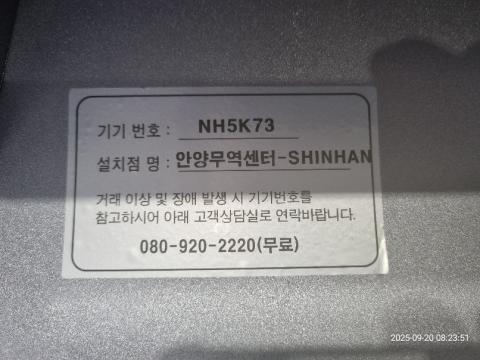 기기 번호 : NH5K73
설치점 명 : 안양무역센터-SHINHAN
거래 이상 및 장애 발생 시 기기번호를
참고하시어 아래 고객상담실로 연락바랍니다.
080-920-2220(무료)
2025-09-20 08:23:51